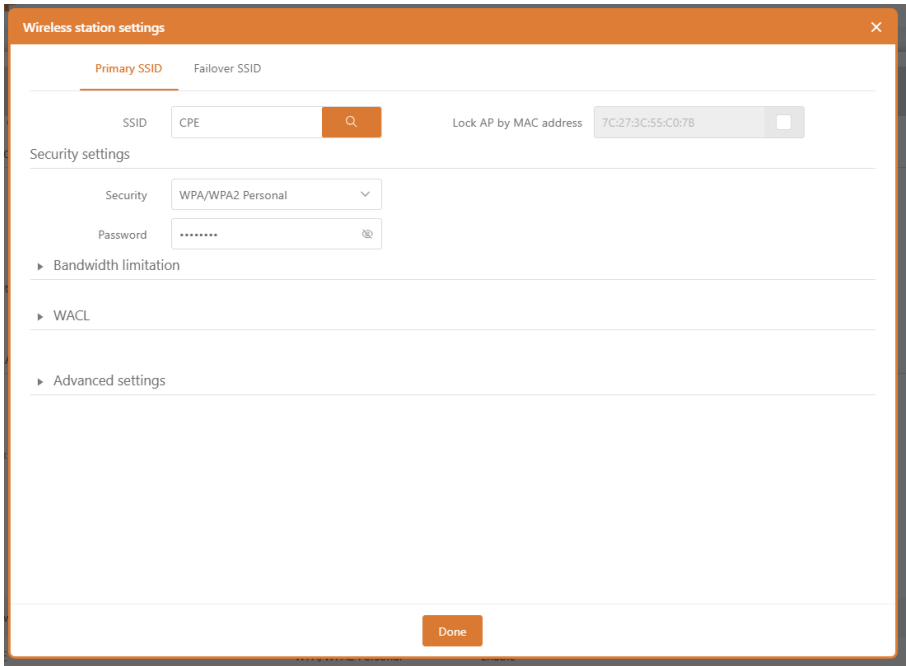 Wireless station settings
Primary SSID Failover SSID
SSID CPE Lock AP by MAC address 7C:27:3C:55:C0:7B
Security settings
Security WPA/WPA2 Personal
Password ••••••••
Bandwidth limitation
WACL
Advanced settings
Done